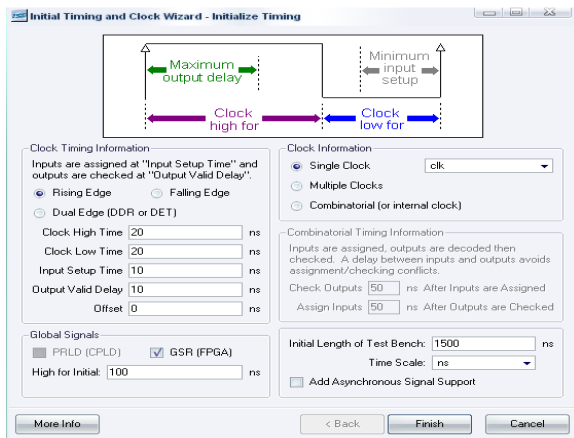 Initial Timing and Clock Wizard - Initialize Timing
Maximum
output delay
Minimum
input
setup
Clock
high for
Clock
low for
Clock Timing Information
Inputs are assigned at "Input Setup Time" and
outputs are checked at "Output Valid Delay".
Rising Edge
Falling Edge
Dual Edge (DDR or DET)
Clock High Time 20 ns
Clock Low Time 20 ns
Input Setup Time 10 ns
Output Valid Delay 10 ns
Offset 0 ns
Global Signals
PRLD (CPLD)
GSR (FPGA)
High for Initial: 100 ns
Clock Information
Single Clock clk
Multiple Clocks
Combinatorial (or internal clock)
Combinatorial Timing Information
Inputs are assigned, outputs are decoded then
checked. A delay between inputs and outputs avoids
assignment/checking conflicts.
Check Outputs 50 ns After Inputs are Assigned
Assign Inputs 50 ns After Outputs are Checked
Initial Length of Test Bench: 1500 ns
Time Scale: ns
Add Asynchronous Signal Support
More Info
< Back
Finish
Cancel